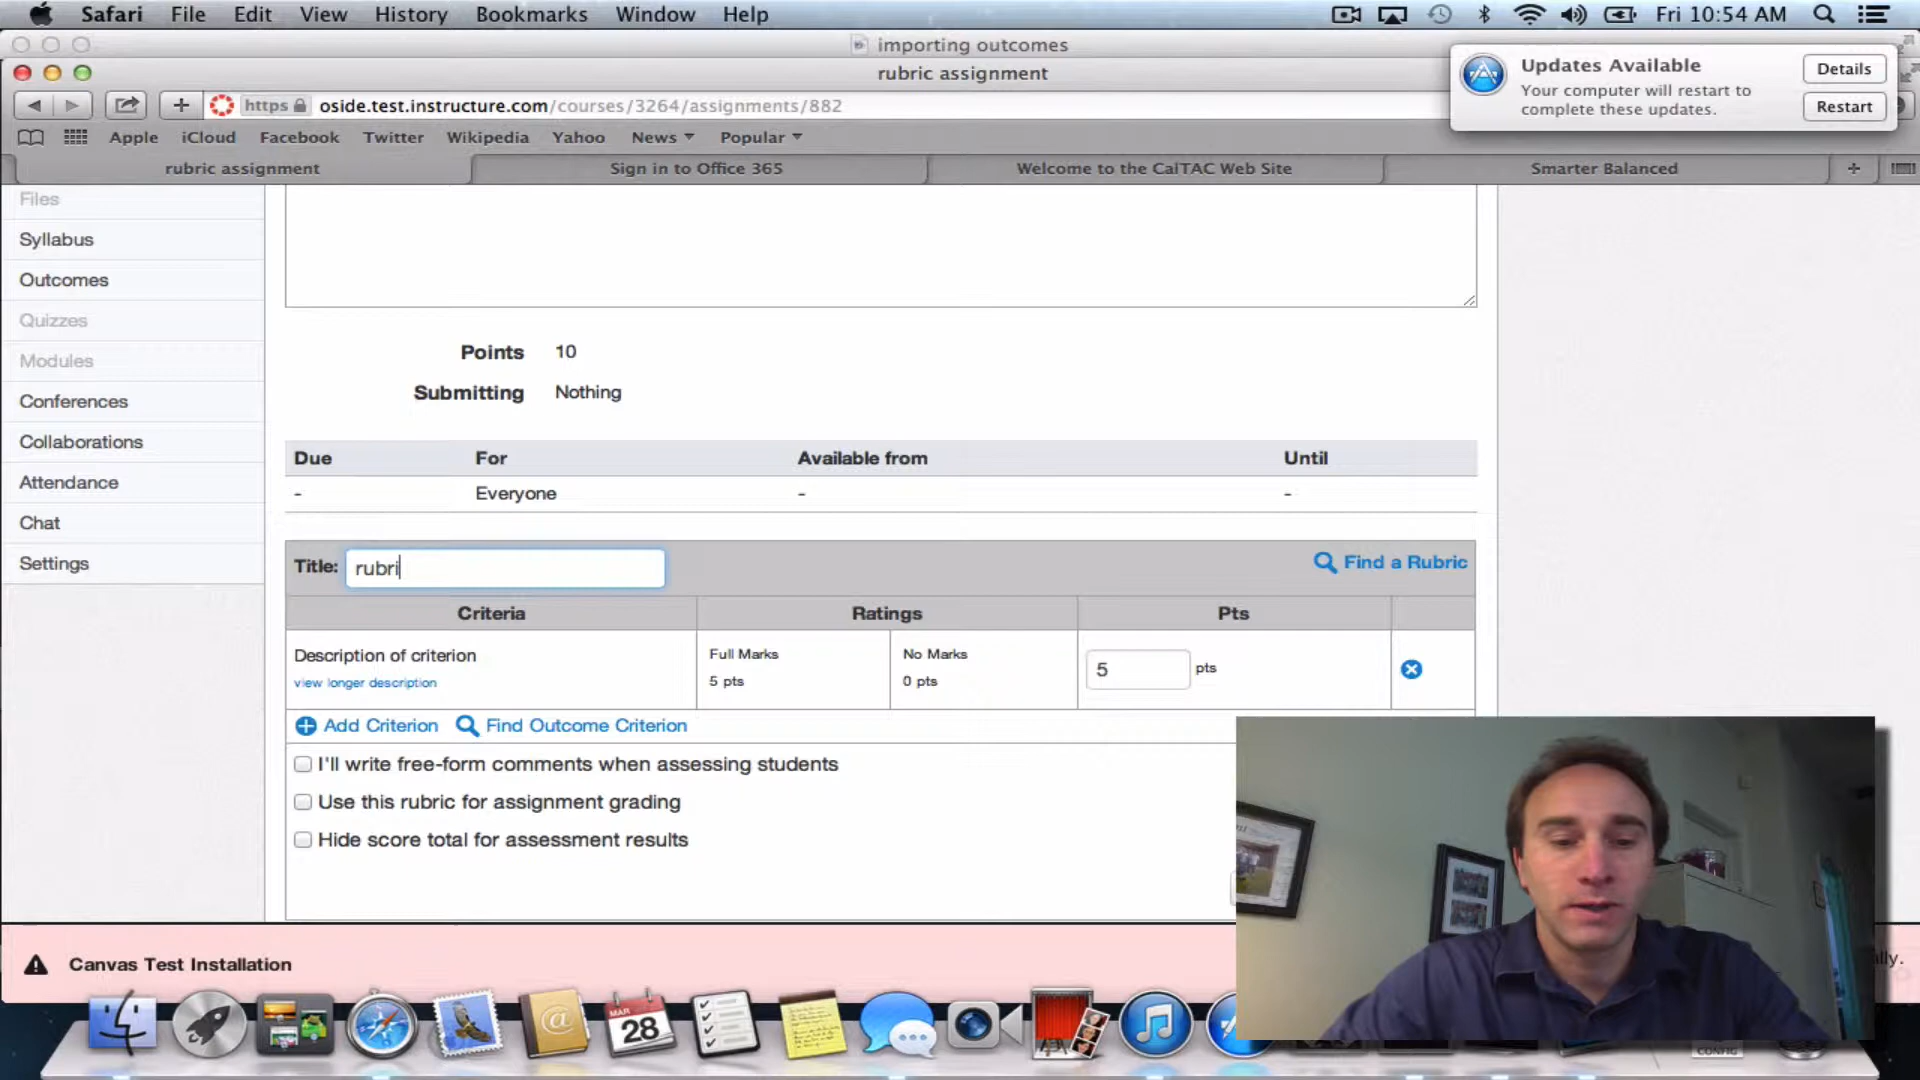 Safari File Edit View History Bookmarks Window Help Fri 10:54 AM
importing outcomes
rubric assignment
Updates Available
Your computer will restart to
complete these updates.
Details
Restart
https oside.test.instructure.com/courses/3264/assignments/882
Apple iCloud Facebook Twitter Wikipedia Yahoo News Popular
rubric assignment Sign in to Office 365 Welcome to the CalTAC Web Site Smarter Balanced
Files
Syllabus
Outcomes
Quizzes
Modules
Conferences
Collaborations
Attendance
Chat
Settings
Points 10
Submitting Nothing
Due For Available from Until
- Everyone - -
Title: rubri Find a Rubric
Criteria Ratings Pts
Description of criterion
view longer description
Full Marks
5 pts
No Marks
0 pts
5 pts
Add Criterion Find Outcome Criterion
I'll write free-form comments when assessing students
Use this rubric for assignment grading
Hide score total for assessment results
Canvas Test Installation
lly.
MAR
28
CONFIG